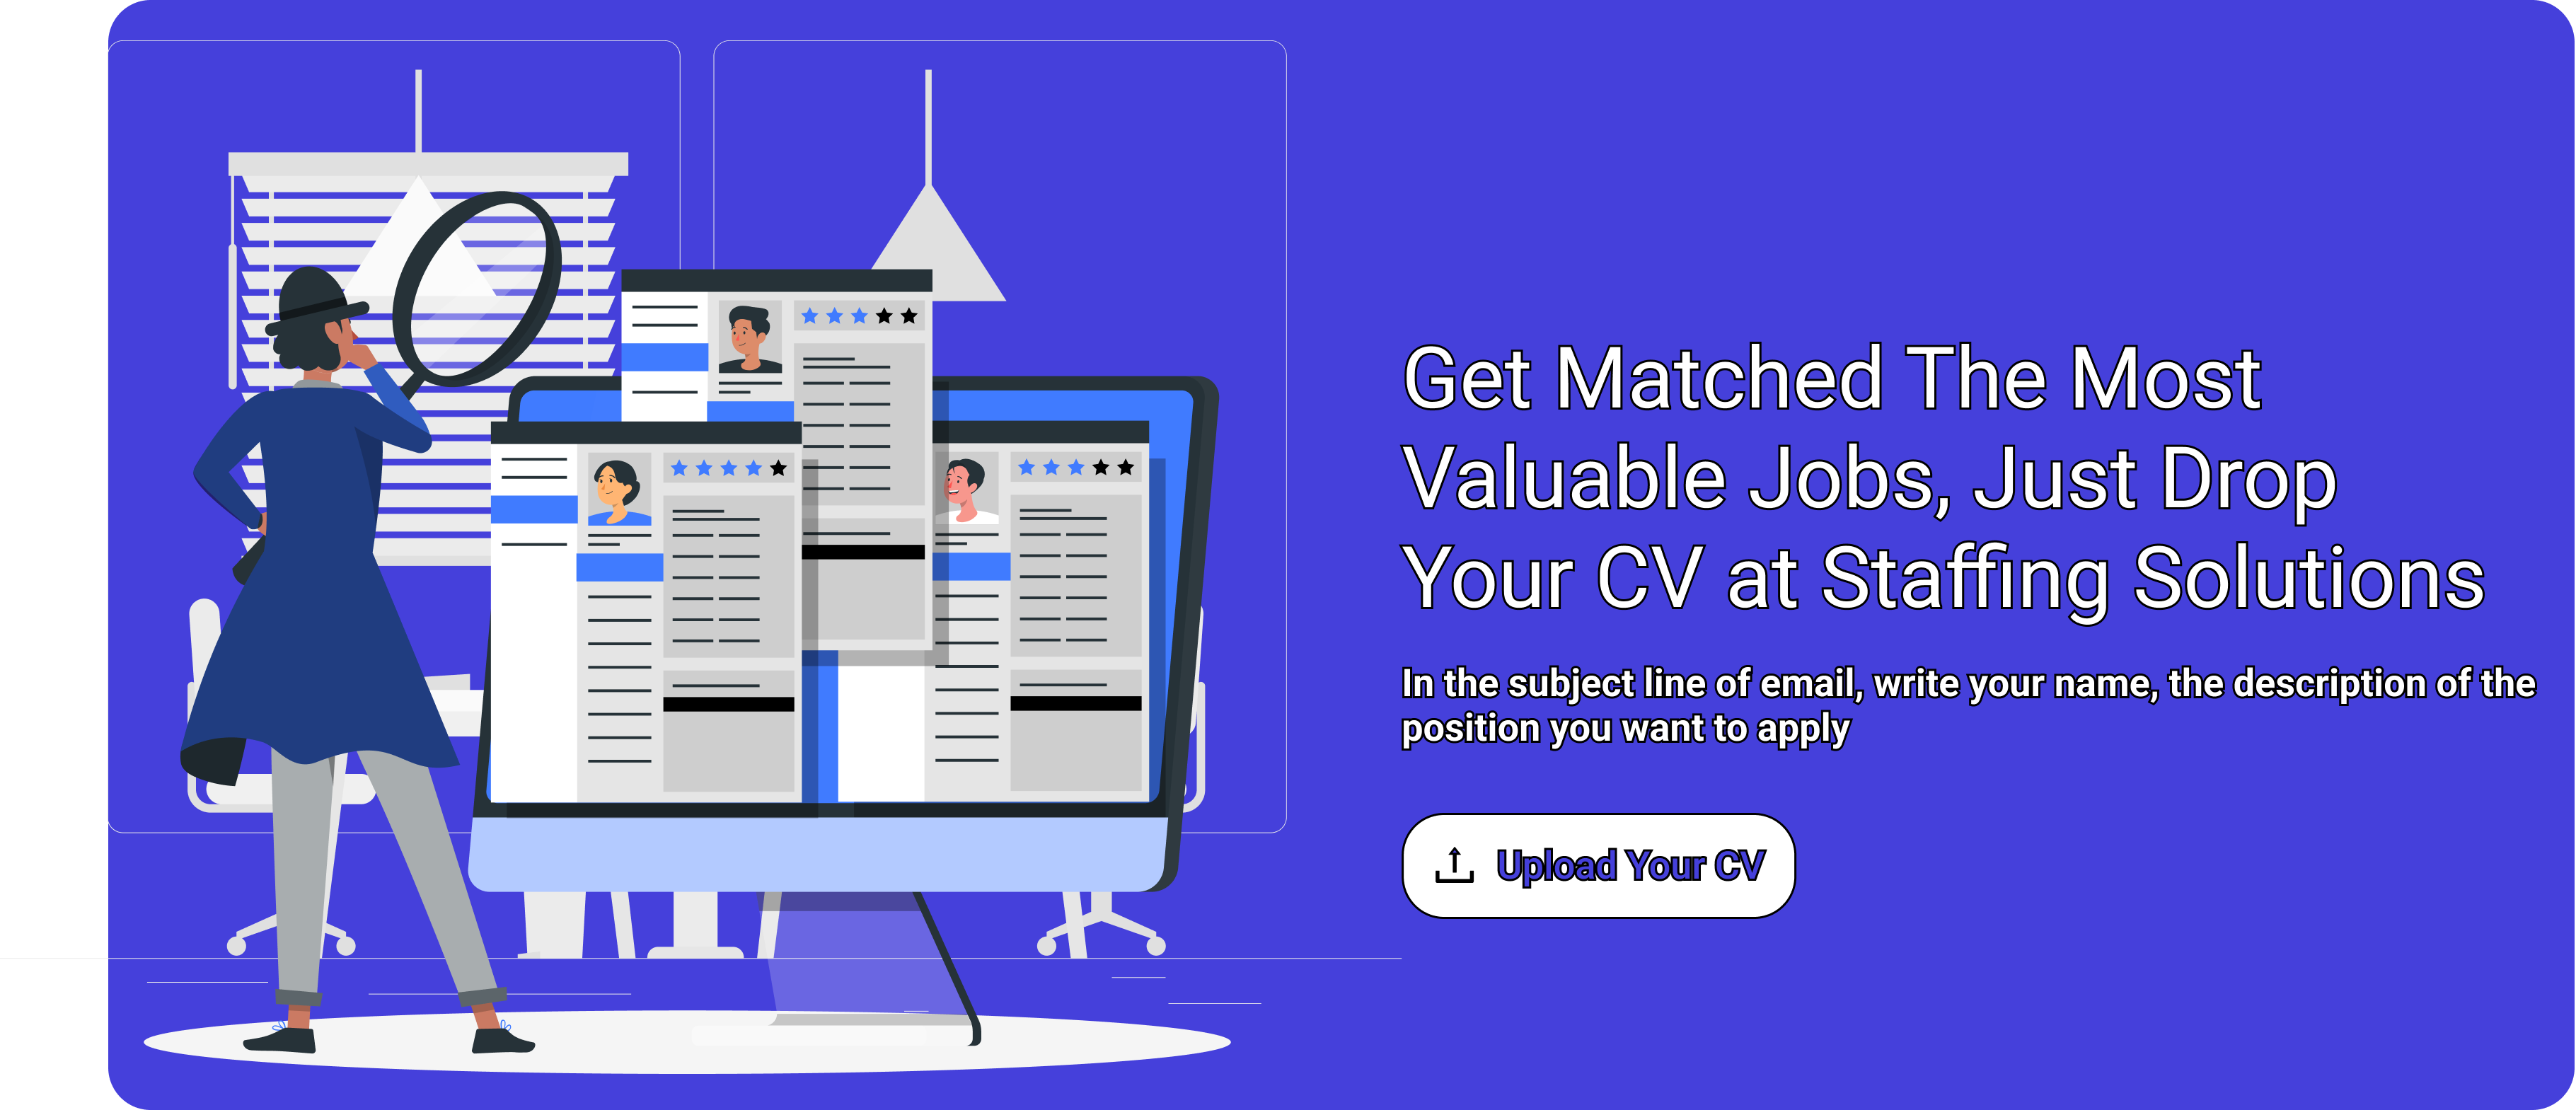 Get Matched The Most
Valuable Jobs, Just Drop
Your CV at Staffing Solutions
In the subject line of email, write your name, the description of the
position you want to apply
Upload Your CV